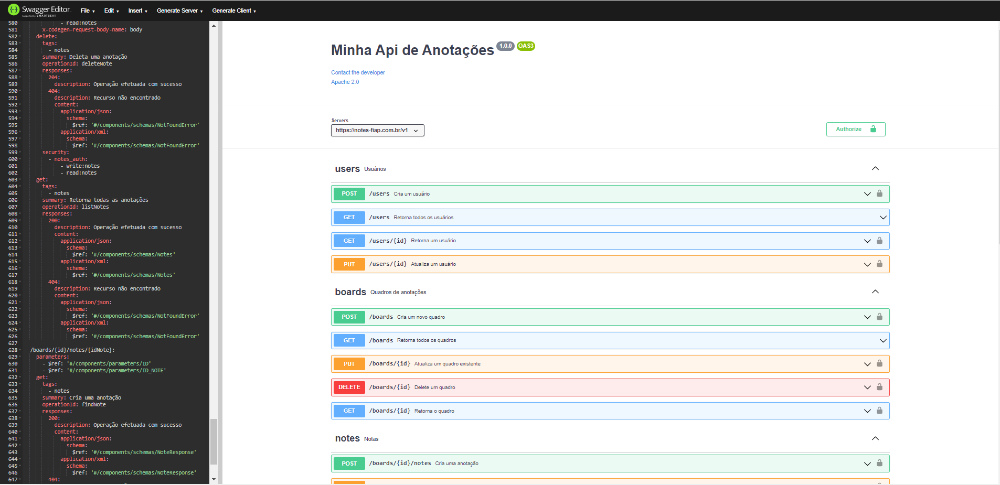 Swagger Editor.
Supported by SMARTBEAR
File
Edit
Insert
Generate Server
Generate Client
580 - read:notes
581 x-codegen-request-body-name: body
582 delete:
583 tags:
584 - notes
585 summary: Deleta uma anotação
586 operationId: deleteNote
587 responses:
588 204:
589 description: Operação efetuada com sucesso
590 404:
591 description: Recurso não encontrado
592 content:
593 application/json:
594 schema:
595 $ref: '#/components/schemas/NotFoundError'
596 application/xml:
597 schema:
598 $ref: '#/components/schemas/NotFoundError'
599 security:
600 - notes_auth:
601 - write:notes
602 - read:notes
603 get:
604 tags:
605 - notes
606 summary: Retorna todas as anotações
607 operationId: listNotes
608 responses:
609 200:
610 description: Operação efetuada com sucesso
611 content:
612 application/json:
613 schema:
614 $ref: '#/components/schemas/Notes'
615 application/xml:
616 schema:
617 $ref: '#/components/schemas/Notes'
618 404:
619 description: Recurso não encontrado
620 content:
621 application/json:
622 schema:
623 $ref: '#/components/schemas/NotFoundError'
624 application/xml:
625 schema:
626 $ref: '#/components/schemas/NotFoundError'
627
628 /boards/{id}/notes/{idNote}:
629 parameters:
630 - $ref: '#/components/parameters/ID'
631 - $ref: '#/components/parameters/ID_NOTE'
632 get:
633 tags:
634 - notes
635 summary: Cria uma anotação
636 operationId: findNote
637 responses:
638 200:
639 description: Operação efetuada com sucesso
640 content:
641 application/json:
642 schema:
643 $ref: '#/components/schemas/NoteResponse'
644 application/xml:
645 schema:
646 $ref: '#/components/schemas/NoteResponse'
647 404:
Minha Api de Anotações 1.0.0 OAS3
Contact the developer
Apache 2.0
Servers
https://notes-fiap.com.br/v1
Authorize
users Usuários
POST /users Cria um usuário
GET /users Retorna todos os usuários
GET /users/{id} Retorna um usuário
PUT /users/{id} Atualiza um usuário
boards Quadros de anotações
POST /boards Cria um novo quadro
GET /boards Retorna todos os quadros
PUT /boards/{id} Atualiza um quadro existente
DELETE /boards/{id} Delete um quadro
GET /boards/{id} Retorna o quadro
notes Notas
POST /boards/{id}/notes Cria uma anotação